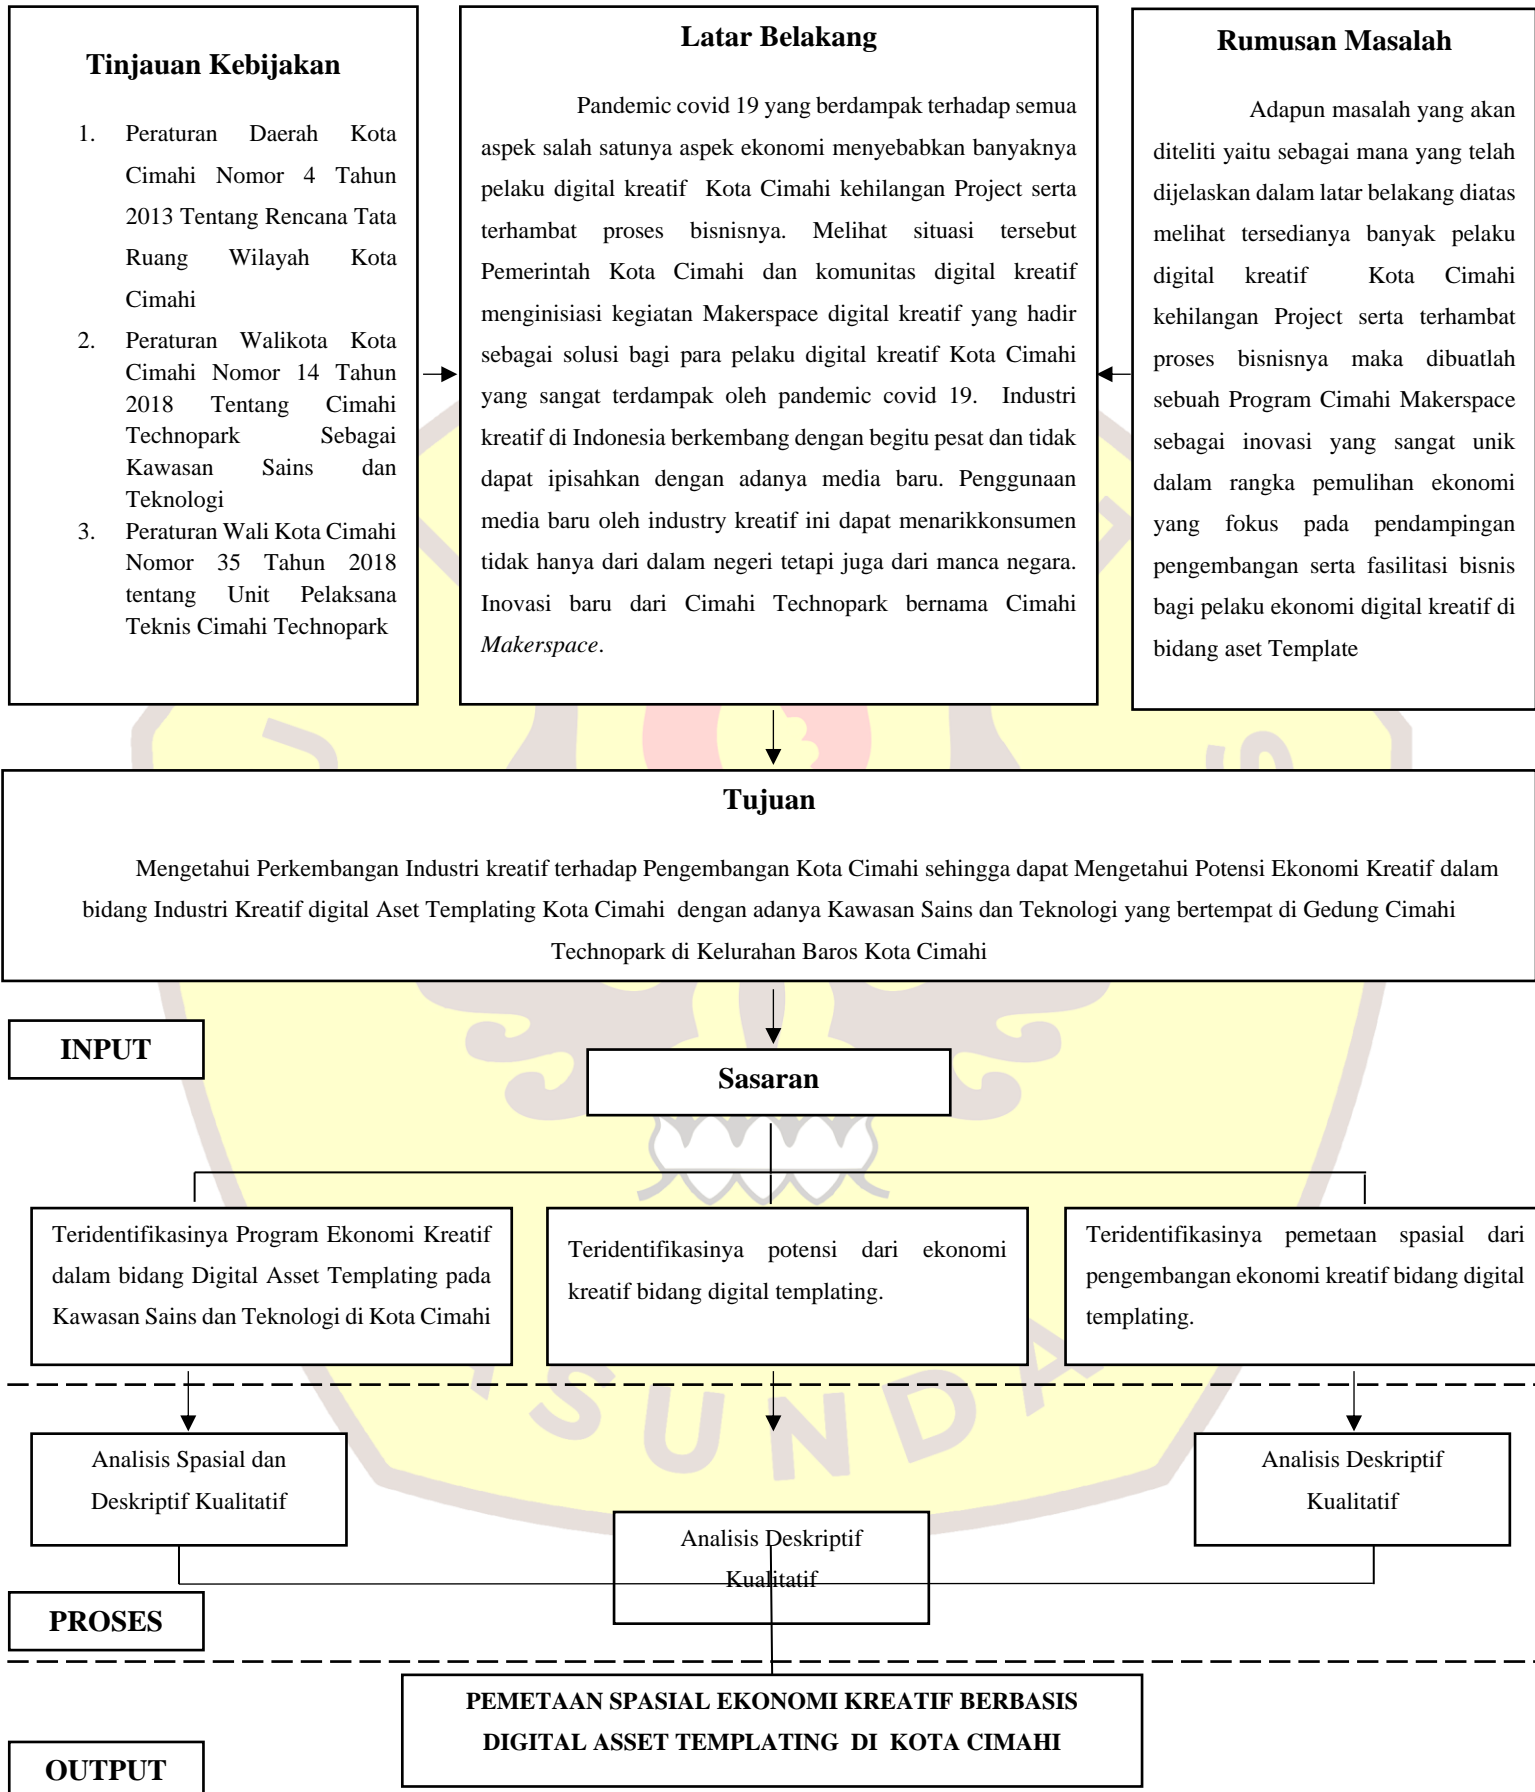 Tinjauan Kebijakan
1. Peraturan Daerah Kota
Cimahi Nomor 4 Tahun
2013 Tentang Rencana Tata
Ruang Wilayah Kota
Cimahi
2. Peraturan Walikota Kota
Cimahi Nomor 14 Tahun
2018 Tentang Cimahi
Technopark Sebagai
Kawasan Sains dan
Teknologi
3. Peraturan Wali Kota Cimahi
Nomor 35 Tahun 2018
tentang Unit Pelaksana
Teknis Cimahi Technopark
Latar Belakang
Pandemic covid 19 yang berdampak terhadap semua
aspek salah satunya aspek ekonomi menyebabkan banyaknya
pelaku digital kreatif Kota Cimahi kehilangan Project serta
terhambat proses bisnisnya. Melihat situasi tersebut
Pemerintah Kota Cimahi dan komunitas digital kreatif
menginisiasi kegiatan Makerspace digital kreatif yang hadir
sebagai solusi bagi para pelaku digital kreatif Kota Cimahi
yang sangat terdampak oleh pandemic covid 19. Industri
kreatif di Indonesia berkembang dengan begitu pesat dan tidak
dapat ipisahkan dengan adanya media baru. Penggunaan
media baru oleh industry kreatif ini dapat menarikkonsumen
tidak hanya dari dalam negeri tetapi juga dari manca negara.
Inovasi baru dari Cimahi Technopark bernama Cimahi
Makerspace.
Rumusan Masalah
Adapun masalah yang akan
diteliti yaitu sebagai mana yang telah
dijelaskan dalam latar belakang diatas
melihat tersedianya banyak pelaku
digital kreatif Kota Cimahi
kehilangan Project serta terhambat
proses bisnisnya maka dibuatlah
sebuah Program Cimahi Makerspace
sebagai inovasi yang sangat unik
dalam rangka pemulihan ekonomi
yang fokus pada pendampingan
pengembangan serta fasilitasi bisnis
bagi pelaku ekonomi digital kreatif di
bidang aset Template
Tujuan
Mengetahui Perkembangan Industri kreatif terhadap Pengembangan Kota Cimahi sehingga dapat Mengetahui Potensi Ekonomi Kreatif dalam
bidang Industri Kreatif digital Aset Templating Kota Cimahi dengan adanya Kawasan Sains dan Teknologi yang bertempat di Gedung Cimahi
Technopark di Kelurahan Baros Kota Cimahi
INPUT
Sasaran
Teridentifikasinya Program Ekonomi Kreatif
dalam bidang Digital Asset Templating pada
Kawasan Sains dan Teknologi di Kota Cimahi
Teridentifikasinya potensi dari ekonomi
kreatif bidang digital templating.
Teridentifikasinya pemetaan spasial dari
pengembangan ekonomi kreatif bidang digital
templating.
ASUNDA
Analisis Spasial dan
Deskriptif Kualitatif
Analisis Deskriptif
Kualitatif
Analisis Deskriptif
Kualitatif
PROSES
PEMETAAN SPASIAL EKONOMI KREATIF BERBASIS
DIGITAL ASSET TEMPLATING DI KOTA CIMAHI
OUTPUT